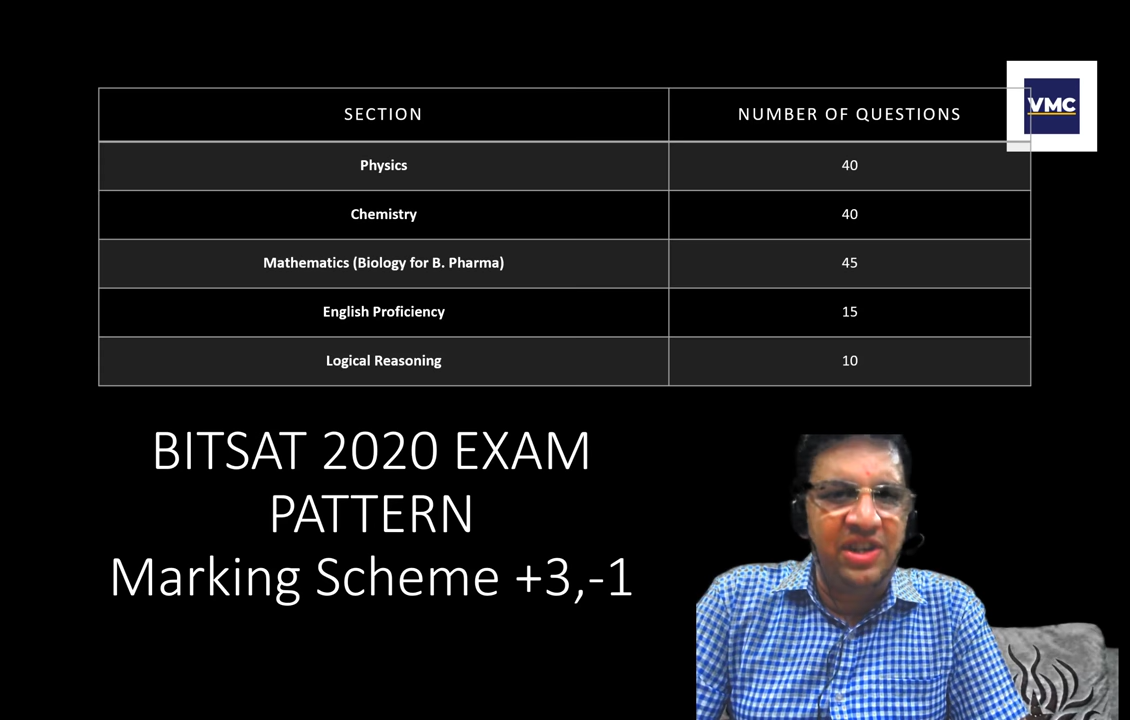 SECTION NUMBER OF QUESTIONS
VMC
Physics 40
Chemistry 40
Mathematics (Biology for B. Pharma) 45
English Proficiency 15
Logical Reasoning 10
BITSAT 2020 EXAM
PATTERN
Marking Scheme +3,-1